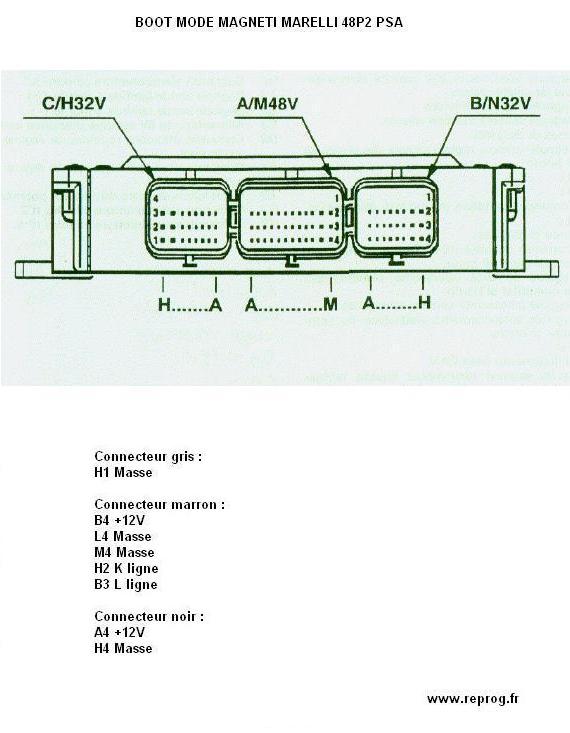 BOOT MODE MAGNETI MARELLI 48P2 PSA
C/H32V A/M48V B/N32V
4 1 1
3 2 2
2 3 3
1 4 4
H.......A A............M A........H
Connecteur gris :
H1 Masse
Connecteur marron :
B4 +12V
L4 Masse
M4 Masse
H2 K ligne
B3 L ligne
Connecteur noir :
A4 +12V
H4 Masse
www.reprog.fr